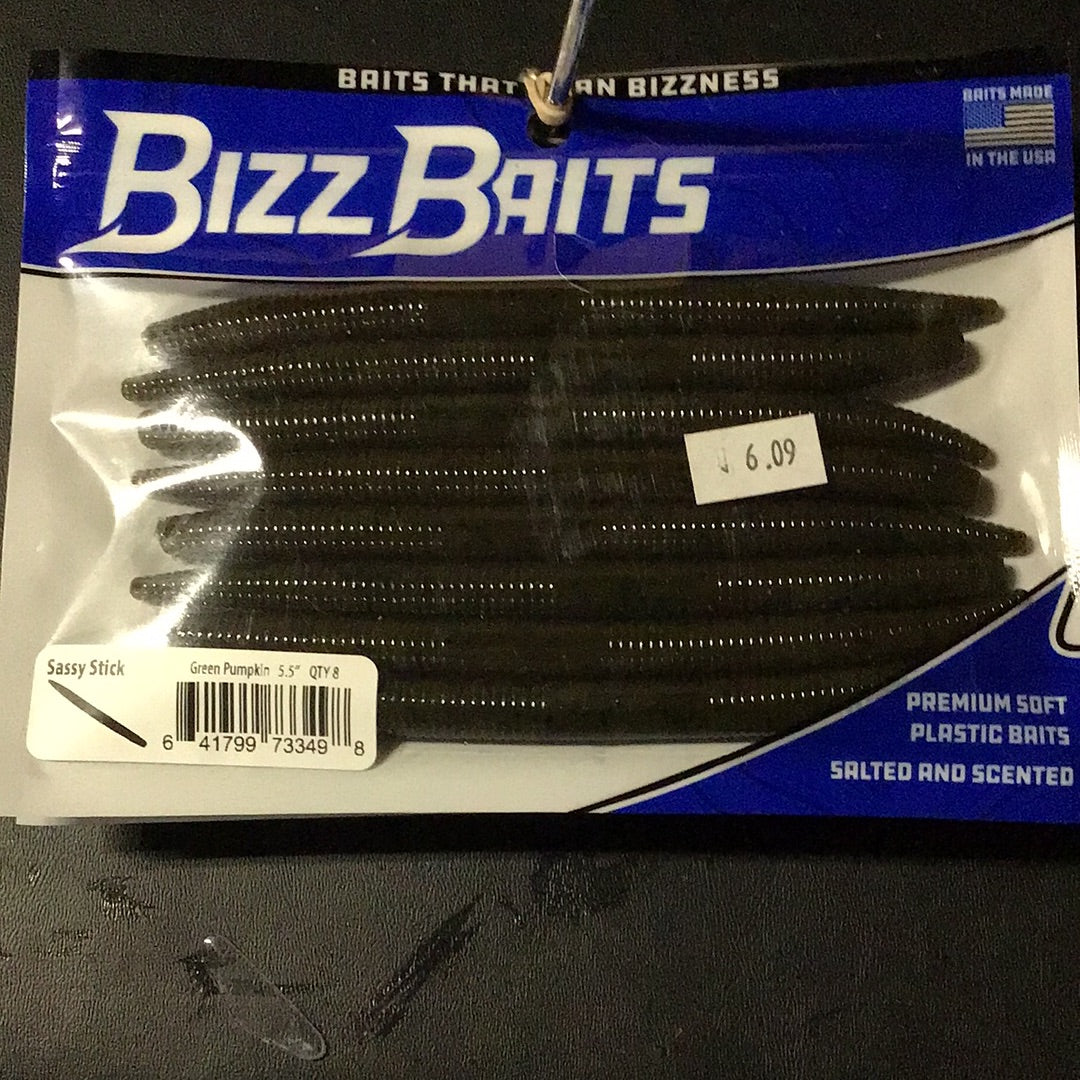 BAITS THAT AN BIZZNESS
BIZZ BAITS
BAITS MADE
IN THE USA
6.09
Sassy Stick
Green Pumpkin 5.5" QTY 8
6 41799 73349 8
PREMIUM SOFT
PLASTIC BAITS
SALTED AND SCENTED